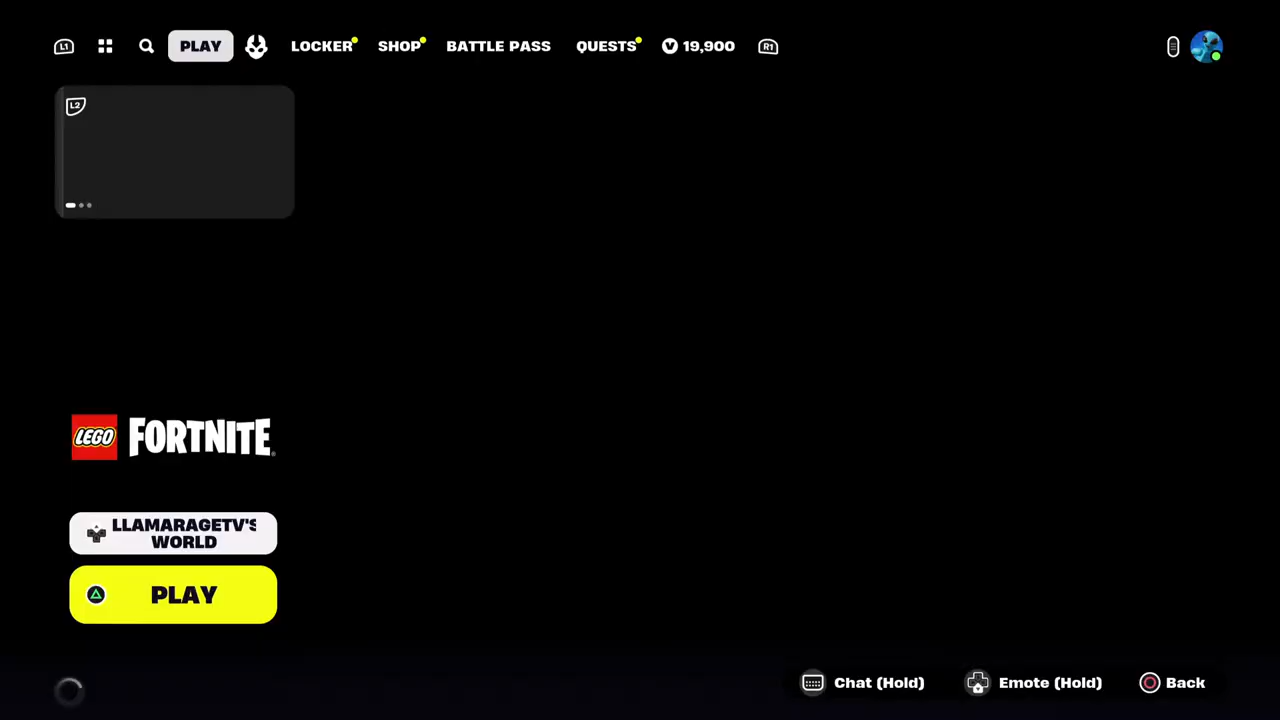 L1 PLAY LOCKER SHOP BATTLE PASS QUESTS V 19,900 R1
L2
LEGO FORTNITE
LLAMARAGETV'S
WORLD
PLAY
Chat (Hold) Emote (Hold) Back